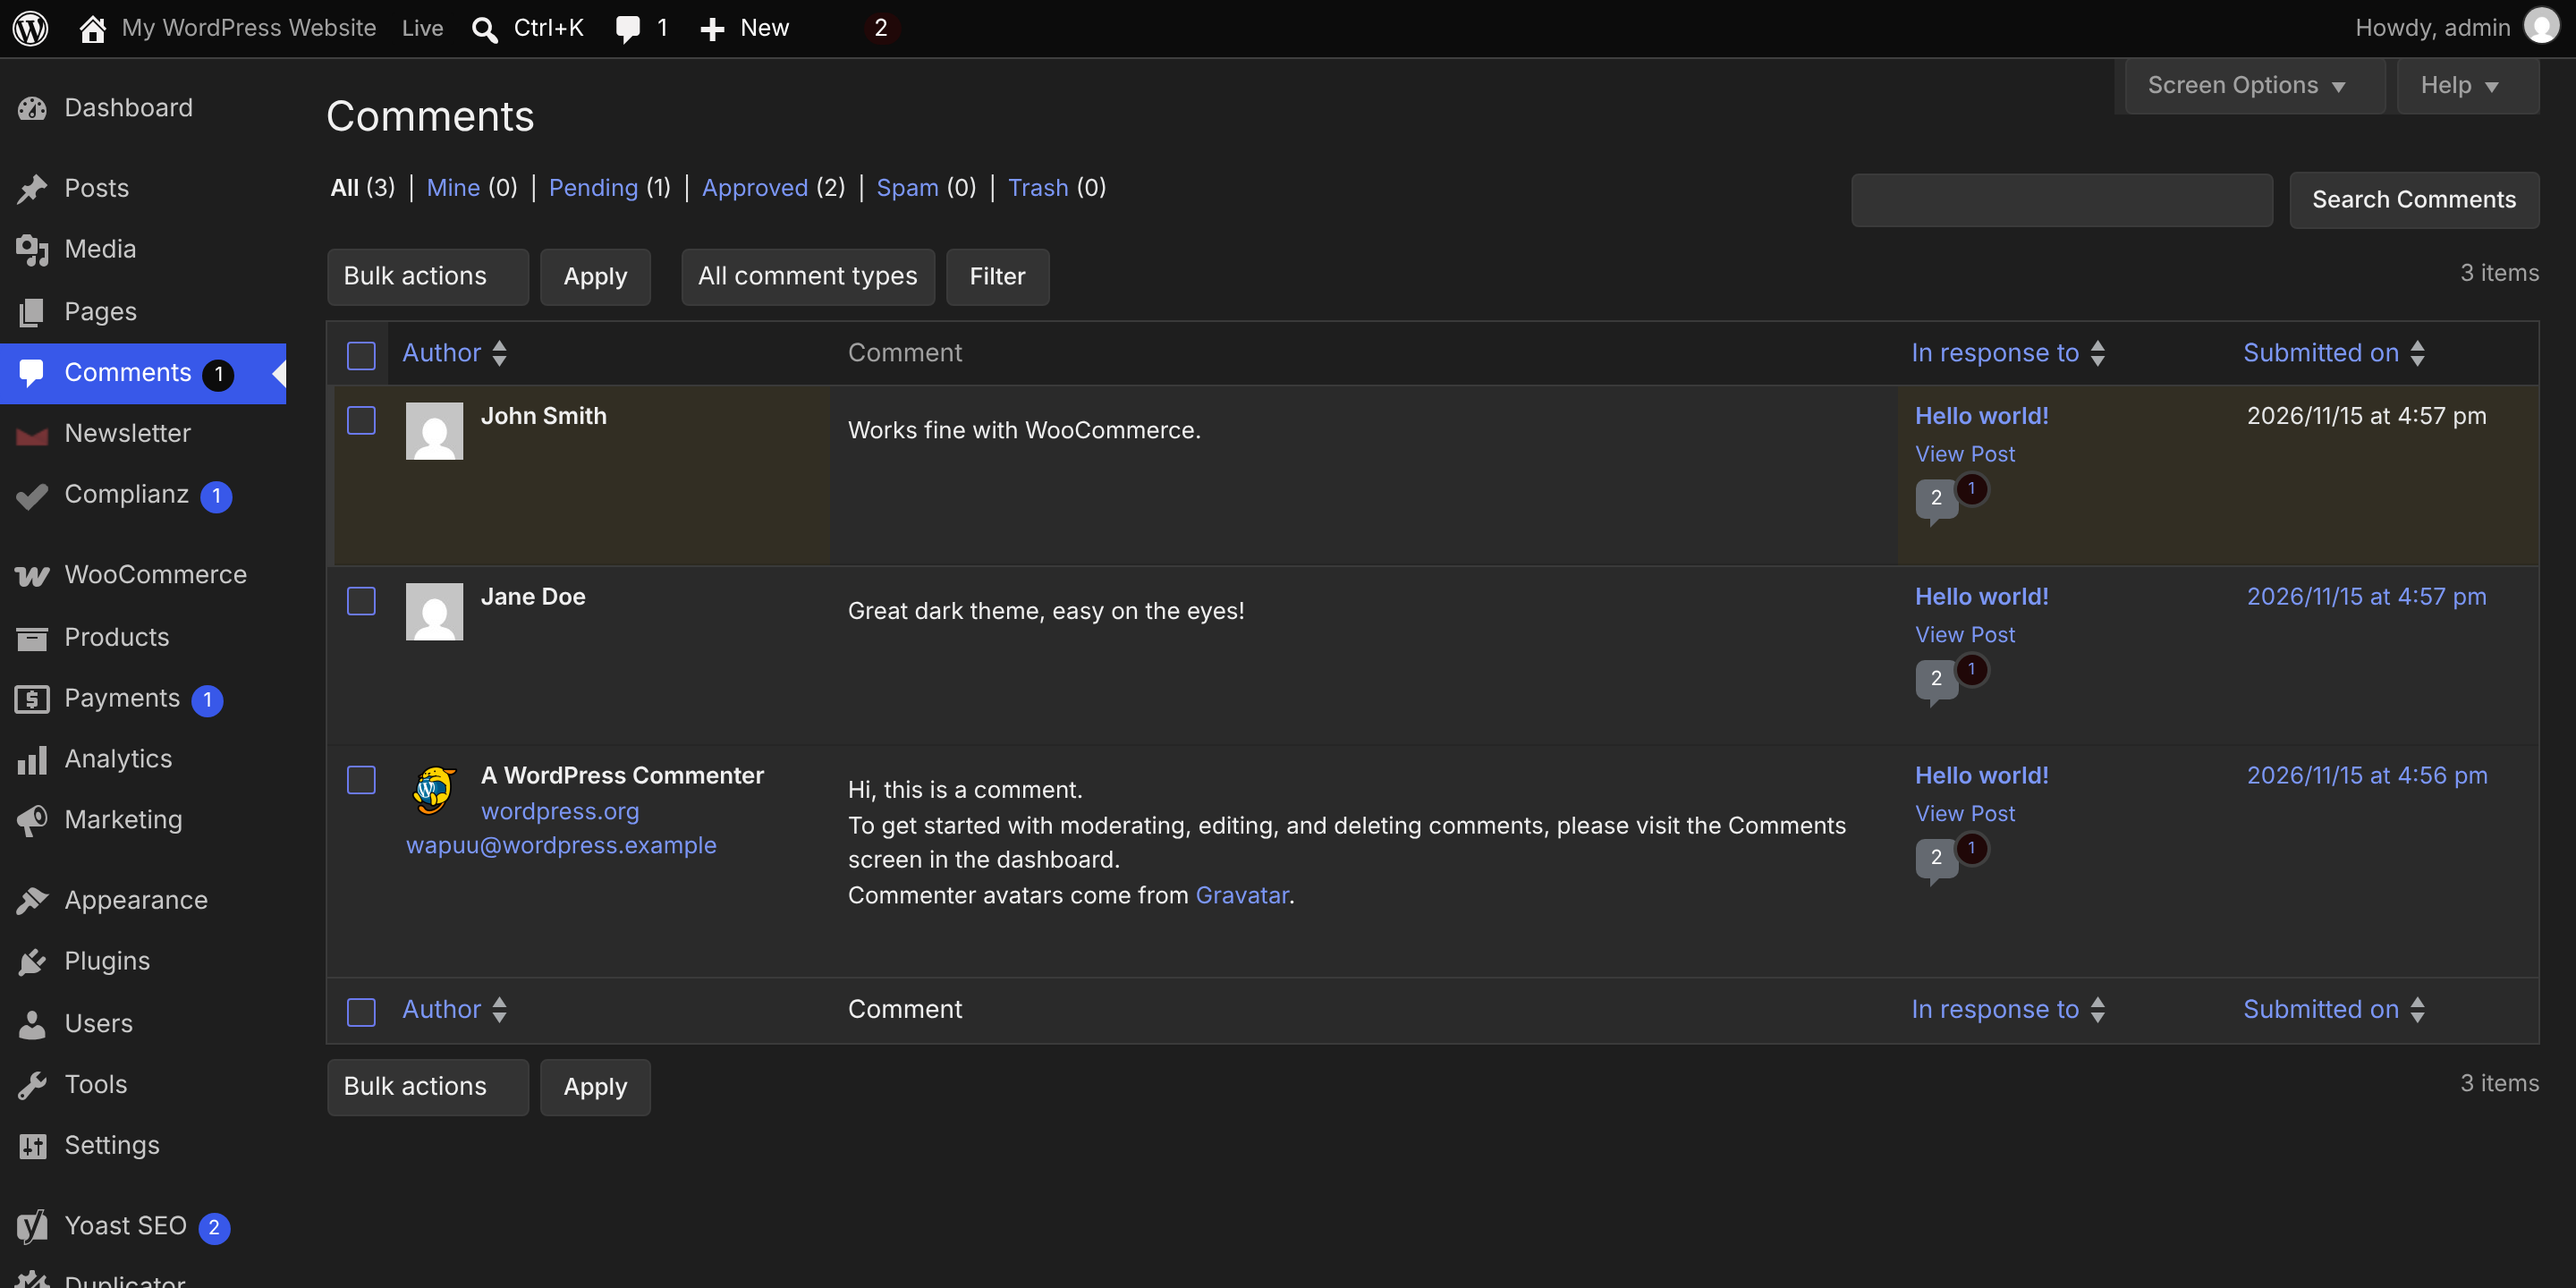 My WordPress Website Live Ctrl+K 1 New 2 Howdy, admin
Screen Options Help
Dashboard
Posts
Media
Pages
Comments 1
Newsletter
Complianz 1
WooCommerce
Products
Payments 1
Analytics
Marketing
Appearance
Plugins
Users
Tools
Settings
Yoast SEO 2
Duplicator
Comments
All (3) | Mine (0) | Pending (1) | Approved (2) | Spam (0) | Trash (0)
Search Comments
Bulk actions Apply All comment types Filter
3 items
Author Comment In response to Submitted on
John Smith
Works fine with WooCommerce.
Hello world!
View Post
2 1
2026/11/15 at 4:57 pm
Jane Doe
Great dark theme, easy on the eyes!
Hello world!
View Post
2 1
2026/11/15 at 4:57 pm
A WordPress Commenter
wordpress.org
wapuu@wordpress.example
Hi, this is a comment.
To get started with moderating, editing, and deleting comments, please visit the Comments
screen in the dashboard.
Commenter avatars come from Gravatar.
Hello world!
View Post
2 1
2026/11/15 at 4:56 pm
Author Comment In response to Submitted on
Bulk actions Apply
3 items